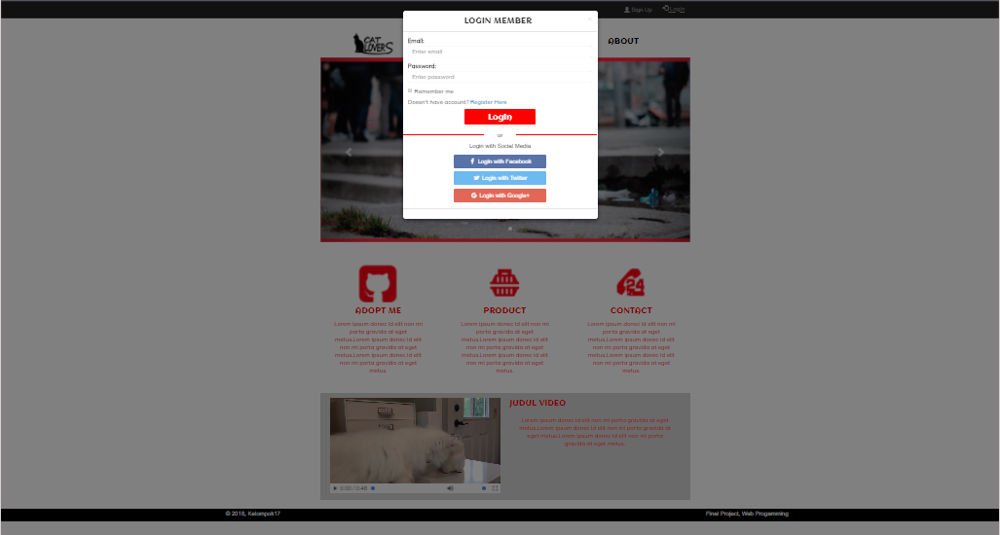 Sign Up
Login
LOGIN MEMBER
×
CAT
LOVERS
ABOUT
Email:
Enter email
Password:
Enter password
Remember me
Doesn't have account? Register Here
Login
or
Login with Social Media
Login with Facebook
Login with Twitter
Login with Google+
24
ADOPT ME
PRODUCT
CONTACT
Lorem ipsum donec id elit non mi
porta gravida at eget
metus.Lorem ipsum donec id elit
non mi porta gravida at eget
metus.Lorem ipsum donec id elit
non mi porta gravida at eget
metus.
Lorem ipsum donec id elit non mi
porta gravida at eget
metus.Lorem ipsum donec id elit
non mi porta gravida at eget
metus.Lorem ipsum donec id elit
non mi porta gravida at eget
metus.
Lorem ipsum donec id elit non mi
porta gravida at eget
metus.Lorem ipsum donec id elit
non mi porta gravida at eget
metus.Lorem ipsum donec id elit
non mi porta gravida at eget
metus.
JUDUL VIDEO
Lorem ipsum donec id elit non mi porta gravida at eget
metus.Lorem ipsum donec id elit non mi porta gravida at
eget metus.Lorem ipsum donec id elit non mi porta
gravida at eget metus.
0:00 / 0:48
© 2018, Kelompok17
Final Project, Web Progamming